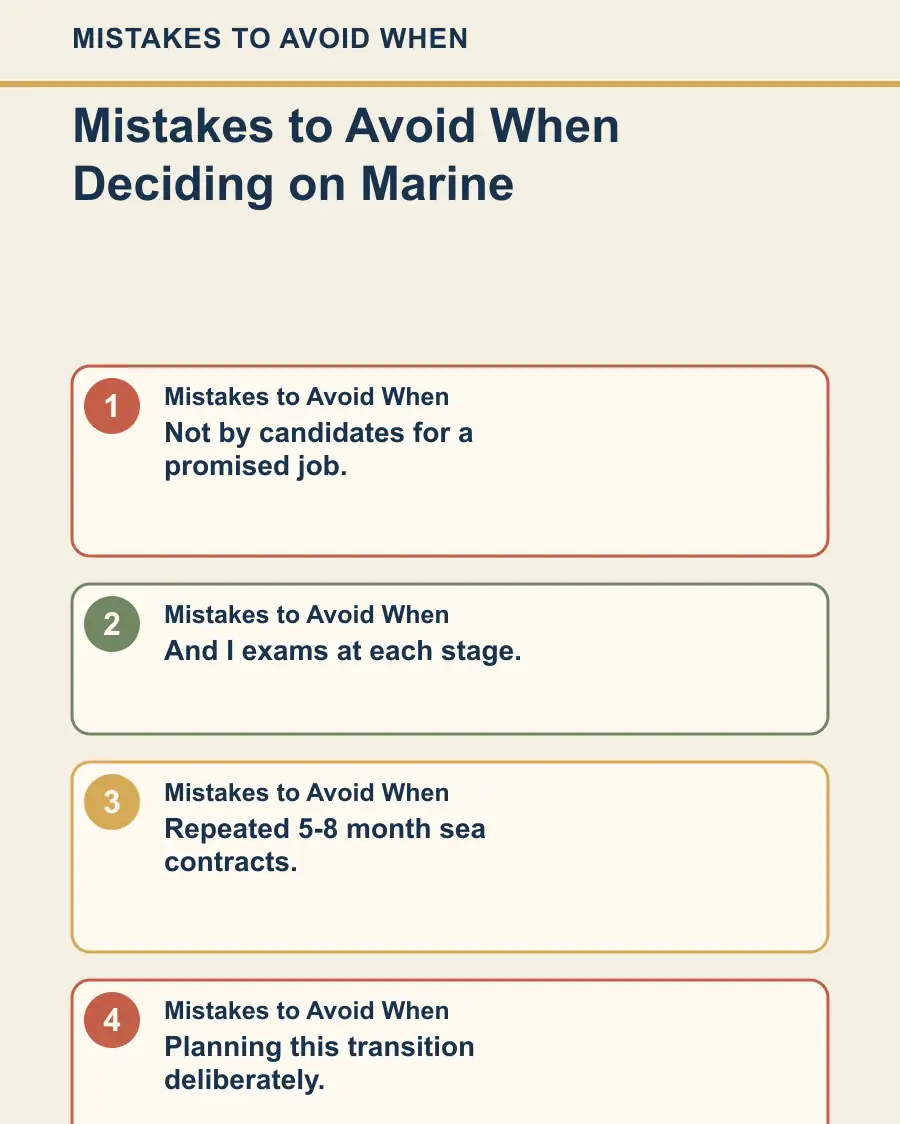 MISTAKES TO AVOID WHEN
Mistakes to Avoid When
Deciding on Marine
1
Mistakes to Avoid When
Not by candidates for a
promised job.
2
Mistakes to Avoid When
And I exams at each stage.
3
Mistakes to Avoid When
Repeated 5-8 month sea
contracts.
4
Mistakes to Avoid When
Planning this transition
deliberately.